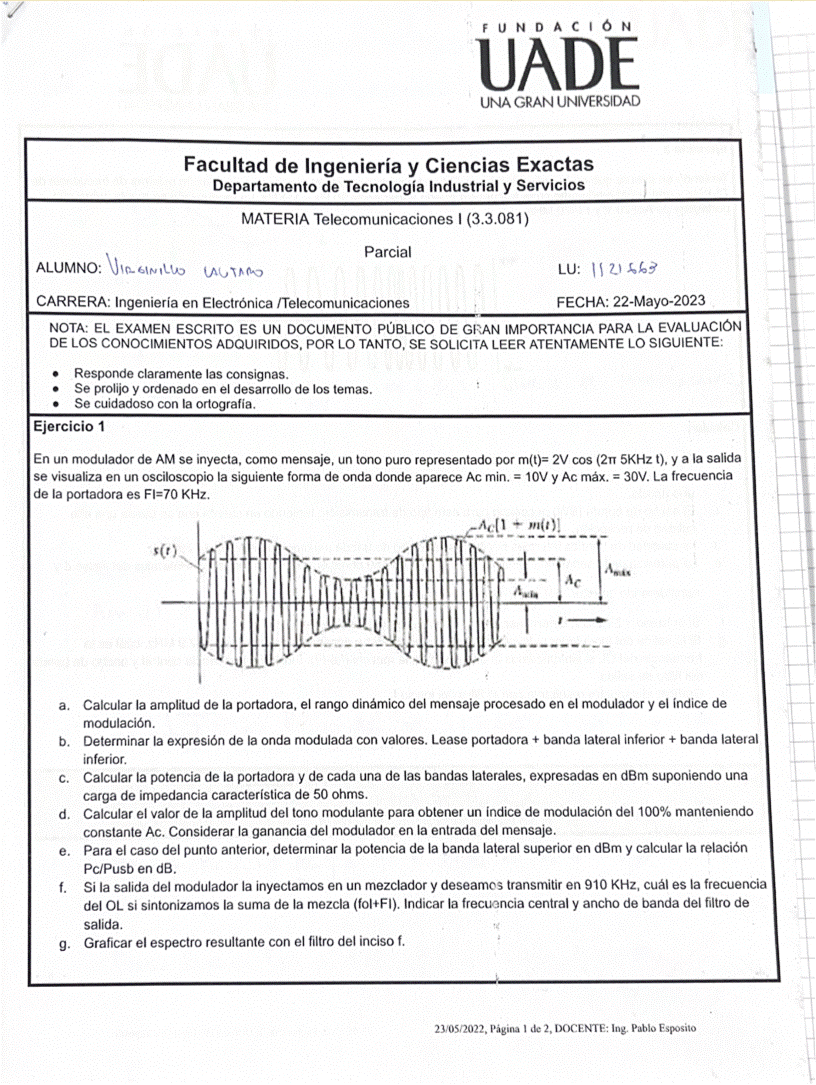 FUNDACIÓN
UADE
UNA GRAN UNIVERSIDAD
Facultad de Ingeniería y Ciencias Exactas
Departamento de Tecnología Industrial y Servicios
MATERIA Telecomunicaciones I (3.3.081)
Parcial
ALUMNO: VIRGINILLO LAUTARO LU: 1121563
CARRERA: Ingeniería en Electrónica /Telecomunicaciones FECHA: 22-Mayo-2023
NOTA: EL EXAMEN ESCRITO ES UN DOCUMENTO PÚBLICO DE GRAN IMPORTANCIA PARA LA EVALUACIÓN
DE LOS CONOCIMIENTOS ADQUIRIDOS, POR LO TANTO, SE SOLICITA LEER ATENTAMENTE LO SIGUIENTE:
• Responde claramente las consignas.
• Se prolijo y ordenado en el desarrollo de los temas.
• Se cuidadoso con la ortografía.
Ejercicio 1
En un modulador de AM se inyecta, como mensaje, un tono puro representado por m(t)= 2V cos (2π 5KHz t), y a la salida
se visualiza en un osciloscopio la siguiente forma de onda donde aparece Ac min. = 10V y Ac máx. = 30V. La frecuencia
de la portadora es FI=70 KHz.
A_C[1 + m(t)]
s(t)
A_máx
A_C
A_mín
t
a. Calcular la amplitud de la portadora, el rango dinámico del mensaje procesado en el modulador y el índice de
modulación.
b. Determinar la expresión de la onda modulada con valores. Lease portadora + banda lateral inferior + banda lateral
inferior.
c. Calcular la potencia de la portadora y de cada una de las bandas laterales, expresadas en dBm suponiendo una
carga de impedancia característica de 50 ohms.
d. Calcular el valor de la amplitud del tono modulante para obtener un índice de modulación del 100% manteniendo
constante Ac. Considerar la ganancia del modulador en la entrada del mensaje.
e. Para el caso del punto anterior, determinar la potencia de la banda lateral superior en dBm y calcular la relación
Pc/Pusb en dB.
f. Si la salida del modulador la inyectamos en un mezclador y deseamos transmitir en 910 KHz, cuál es la frecuencia
del OL si sintonizamos la suma de la mezcla (fol+FI). Indicar la frecuencia central y ancho de banda del filtro de
salida.
g. Graficar el espectro resultante con el filtro del inciso f.
23/05/2022, Página 1 de 2, DOCENTE: Ing. Pablo Esposito